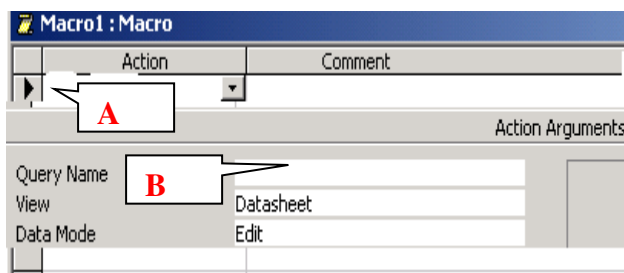 Macro1 : Macro
Action Comment
A
Action Arguments
Query Name
B
View Datasheet
Data Mode Edit